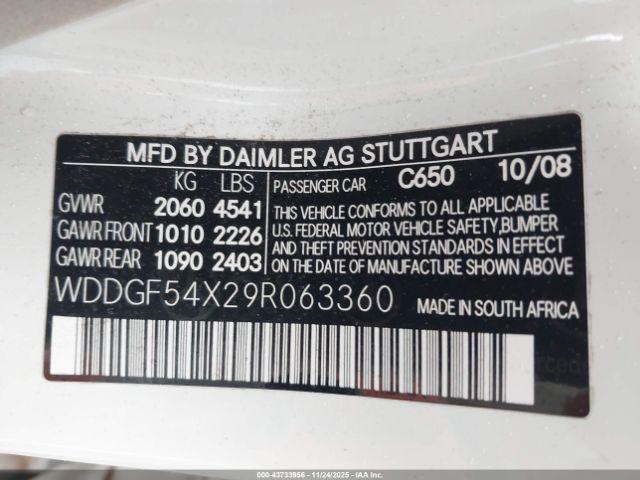 MFD BY DAIMLER AG STUTTGART
KG LBS PASSENGER CAR C650 10/08
GVWR 2060 4541 THIS VEHICLE CONFORMS TO ALL APPLICABLE
GAWR FRONT 1010 2226 U.S. FEDERAL MOTOR VEHICLE SAFETY,BUMPER
GAWR REAR 1090 2403 AND THEFT PREVENTION STANDARDS IN EFFECT
ON THE DATE OF MANUFACTURE SHOWN ABOVE
WDDGF54X29R063360 MADE IN SOUTH AFRICA
000-43733956 - 11/24/2025 - IAA, Inc.